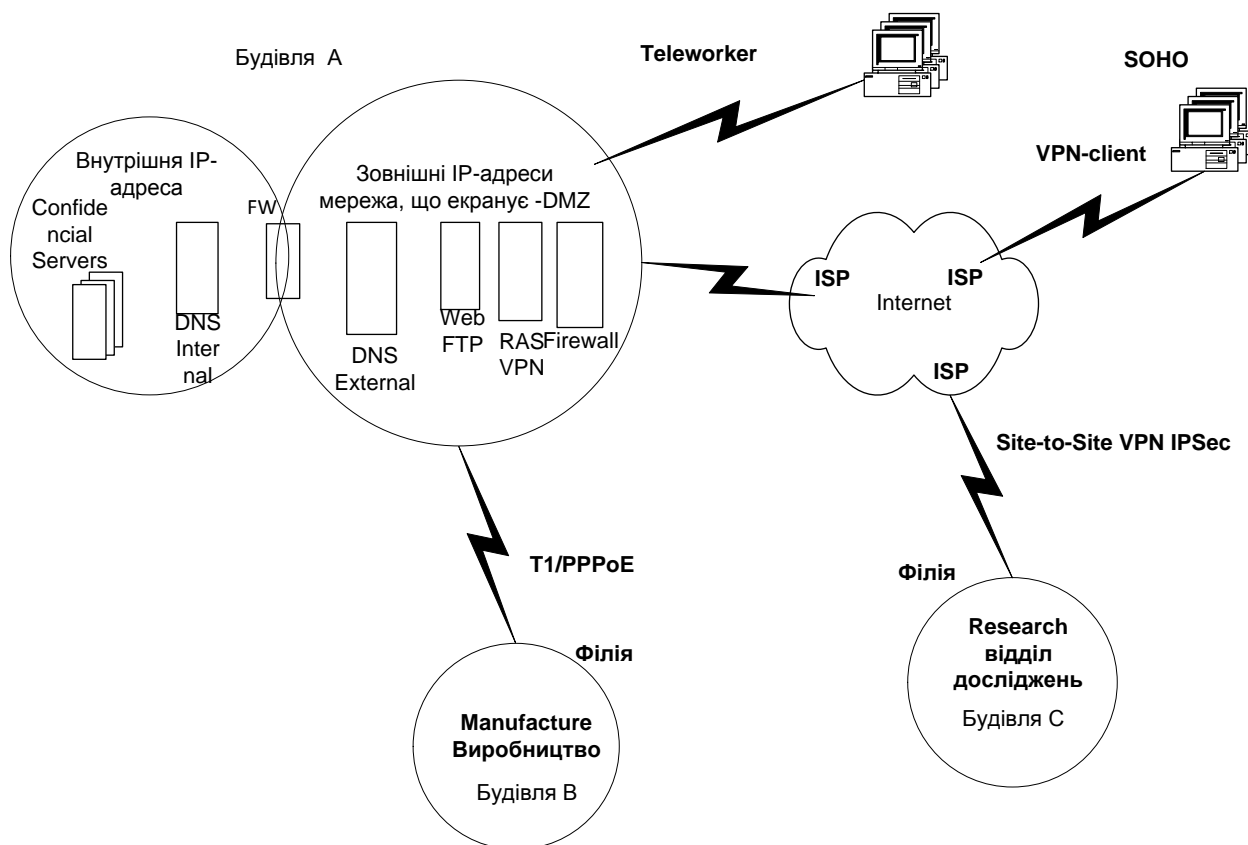 Будівля А
Teleworker
SOHO
VPN-client
Внутрішня IP-
адреса
Confide
ncial
Servers
DNS
Inter
nal
FW
Зовнішні IP-адреси
мережа, що екранує -DMZ
DNS
External
Web
FTP
RAS
VPN
Firewall
ISP
ISP
Internet
ISP
Site-to-Site VPN IPSec
T1/PPPoE
Філія
Manufacture
Виробництво
Будівля В
Філія
Research
відділ
досліджень
Будівля С